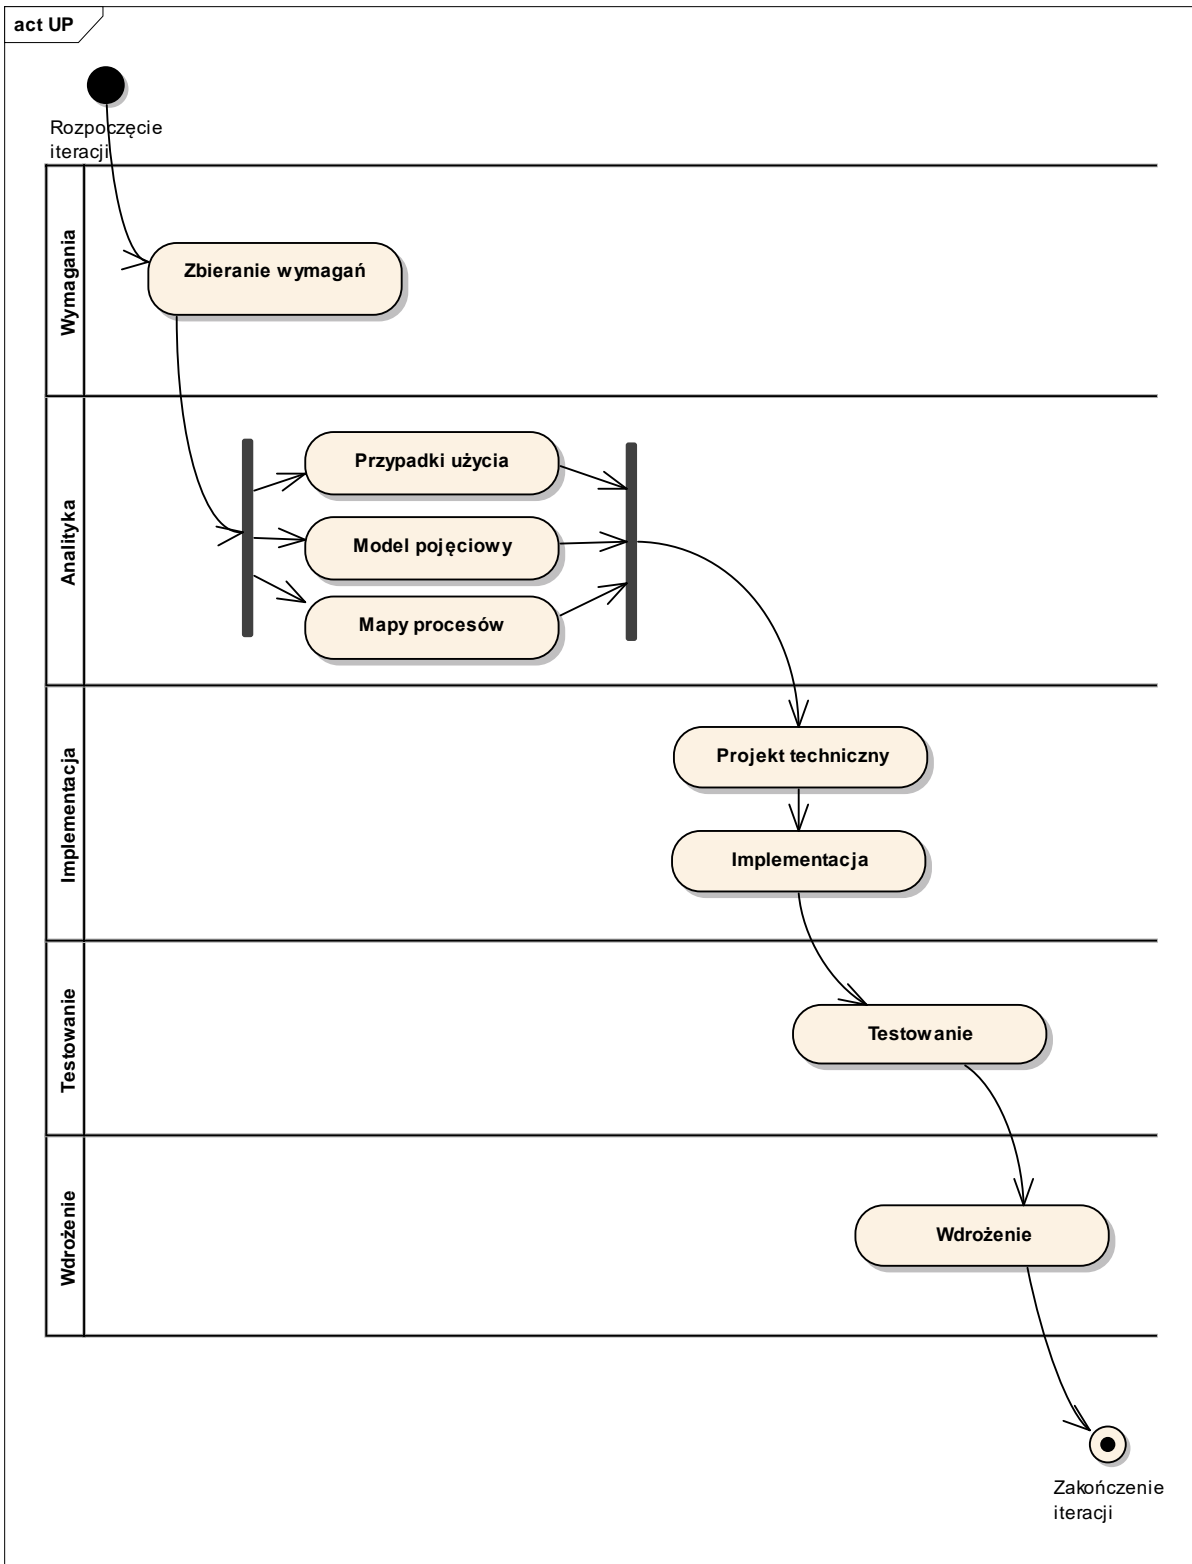 act UP
Rozpoczęcie
iteracji
Wymagania
Zbieranie wymagań
Analityka
Przypadki użycia
Model pojęciowy
Mapy procesów
Implementacja
Projekt techniczny
Implementacja
Testowanie
Testowanie
Wdrożenie
Wdrożenie
Zakończenie
iteracji